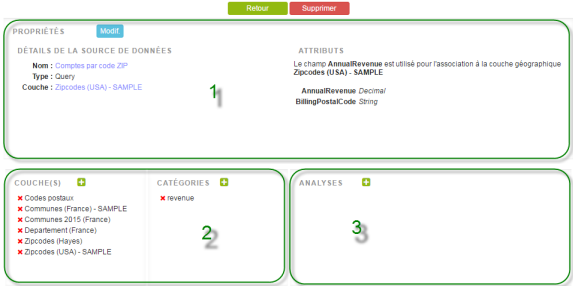 Retour Supprimer
PROPRIÉTÉS Modif
DÉTAILS DE LA SOURCE DE DONNÉES
Nom : Comptes par code ZIP
Type : Query
Couche : Zipcodes (USA) - SAMPLE
1
ATTRIBUTS
Le champ AnnualRevenue est utilisé pour l'association à la couche géographique
Zipcodes (USA) - SAMPLE
AnnualRevenue Decimal
BillingPostalCode String
COUCHE(S)
Codes postaux
Communes (France) - SAMPLE
Communes 2015 (France)
Departement (France)
Zipcodes (Hayes)
Zipcodes (USA) - SAMPLE
CATÉGORIES
revenue
2
ANALYSES
3